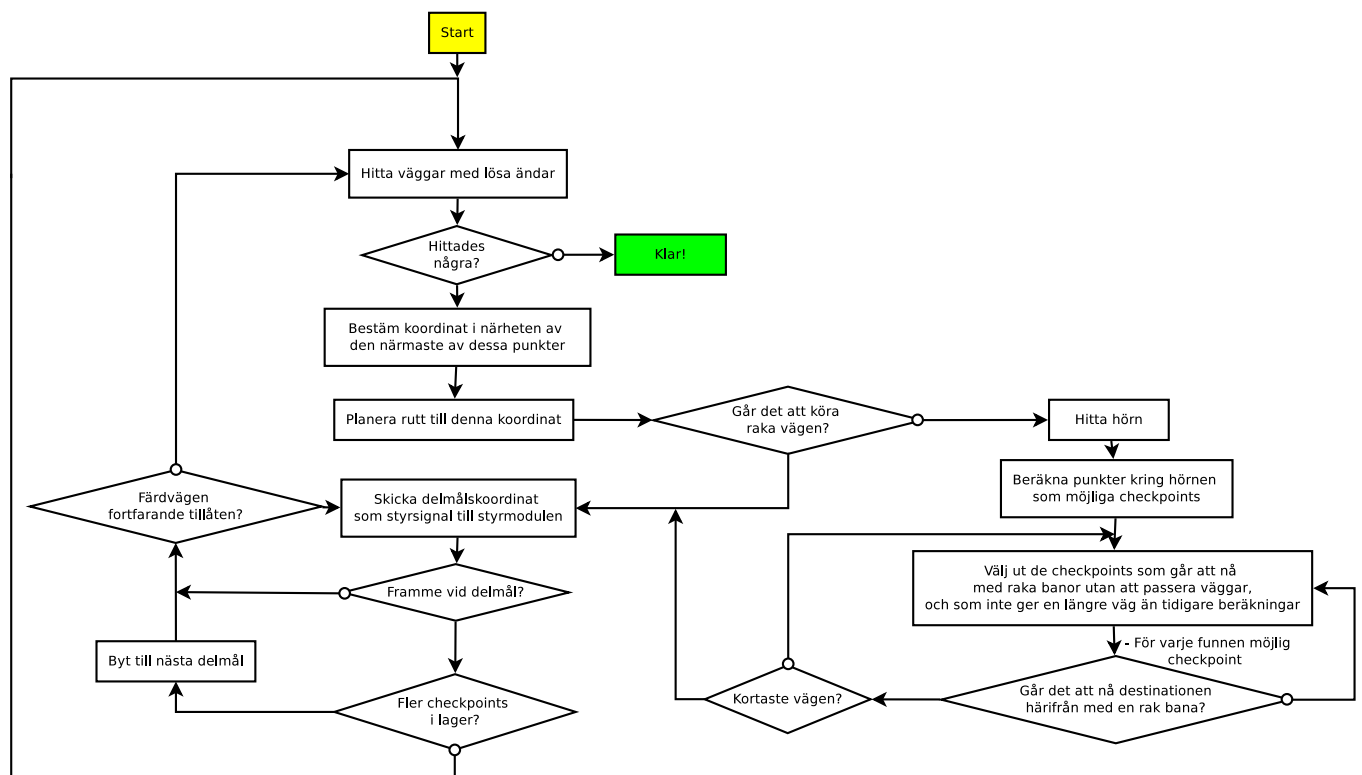 Start
Hitta väggar med lösa ändar
Hittades
några?
Klar!
Bestäm koordinat i närheten av
den närmaste av dessa punkter
Planera rutt till denna koordinat
Går det att köra
raka vägen?
Hitta hörn
Beräkna punkter kring hörnen
som möjliga checkpoints
Färdvägen
fortfarande tillåten?
Skicka delmålskoordinat
som styrsignal till styrmodulen
Välj ut de checkpoints som går att nå
med raka banor utan att passera väggar,
och som inte ger en längre väg än tidigare beräkningar
Framme vid delmål?
- För varje funnen möjlig
checkpoint
Byt till nästa delmål
Fler checkpoints
i lager?
Kortaste vägen?
Går det att nå destinationen
härifrån med en rak bana?